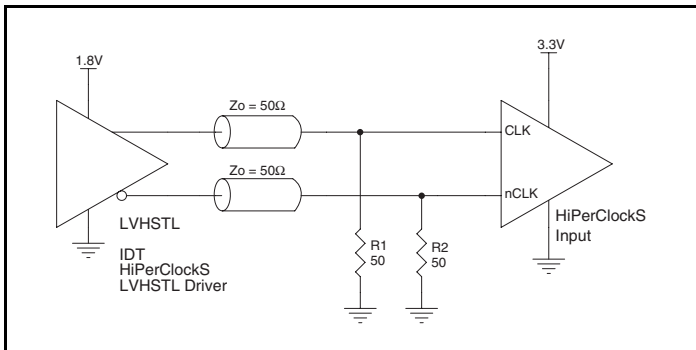 1.8V
3.3V
Zo = 50Ω
CLK
Zo = 50Ω
nCLK
LVHSTL
HiPerClockS
Input
R1
50
R2
50
IDT
HiPerClockS
LVHSTL Driver